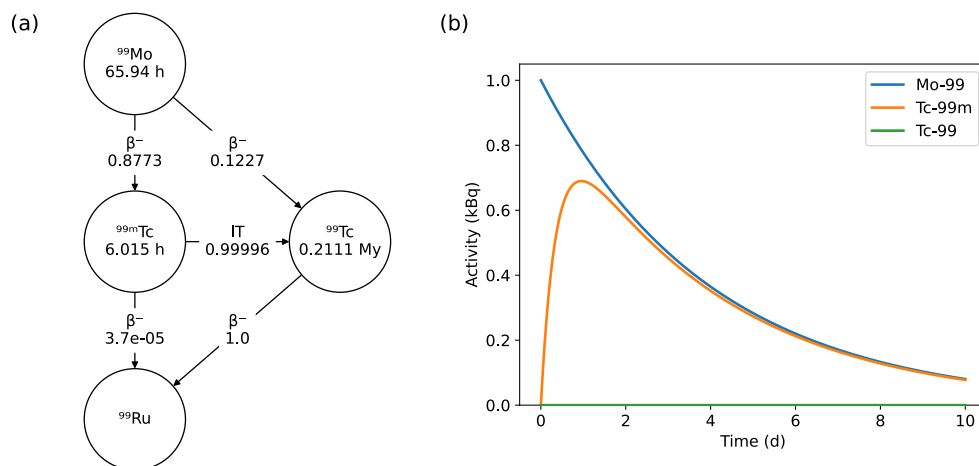 (a)
⁹⁹Mo
65.94 h
β⁻
0.8773
β⁻
0.1227
⁹⁹ᵐTc
6.015 h
IT
0.99996
⁹⁹Tc
0.2111 My
β⁻
3.7e-05
β⁻
1.0
⁹⁹Ru
(b)
Mo-99
Tc-99m
Tc-99
Activity (kBq)
1.0
0.8
0.6
0.4
0.2
0.0
0 2 4 6 8 10
Time (d)